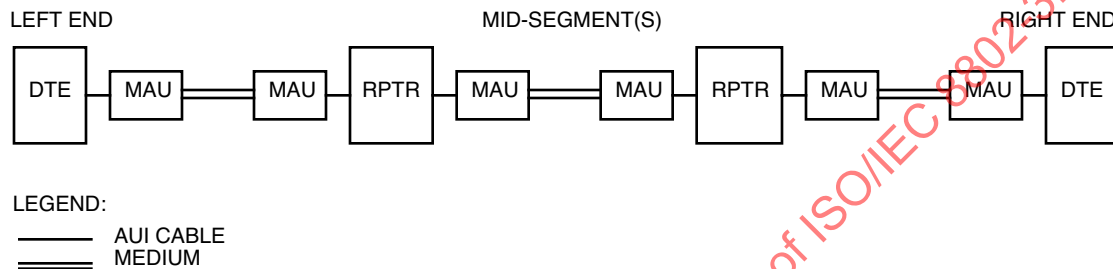 LEFT END MID-SEGMENT(S) RIGHT END
DTE MAU MAU RPTR MAU MAU RPTR MAU MAU DTE
LEGEND:
AUI CABLE
MEDIUM
of ISO/IEC 8802-3